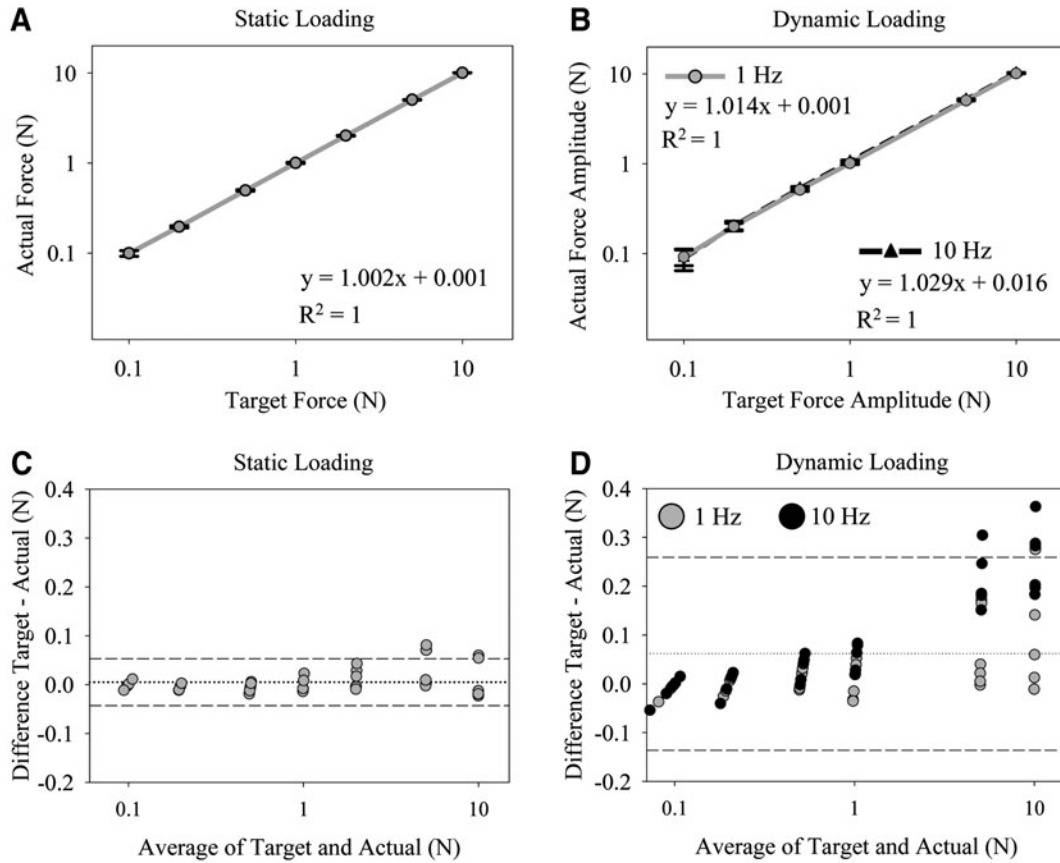 A
Static Loading
Actual Force (N)
10
1
0.1
y = 1.002x + 0.001
R² = 1
0.1 1 10
Target Force (N)
B
Dynamic Loading
Actual Force Amplitude (N)
10
1
0.1
1 Hz
y = 1.014x + 0.001
R² = 1
10 Hz
y = 1.029x + 0.016
R² = 1
0.1 1 10
Target Force Amplitude (N)
C
Static Loading
Difference Target - Actual (N)
0.4
0.3
0.2
0.1
0.0
-0.1
-0.2
0.1 1 10
Average of Target and Actual (N)
D
Dynamic Loading
Difference Target - Actual (N)
0.4
0.3
0.2
0.1
0.0
-0.1
-0.2
1 Hz 10 Hz
0.1 1 10
Average of Target and Actual (N)